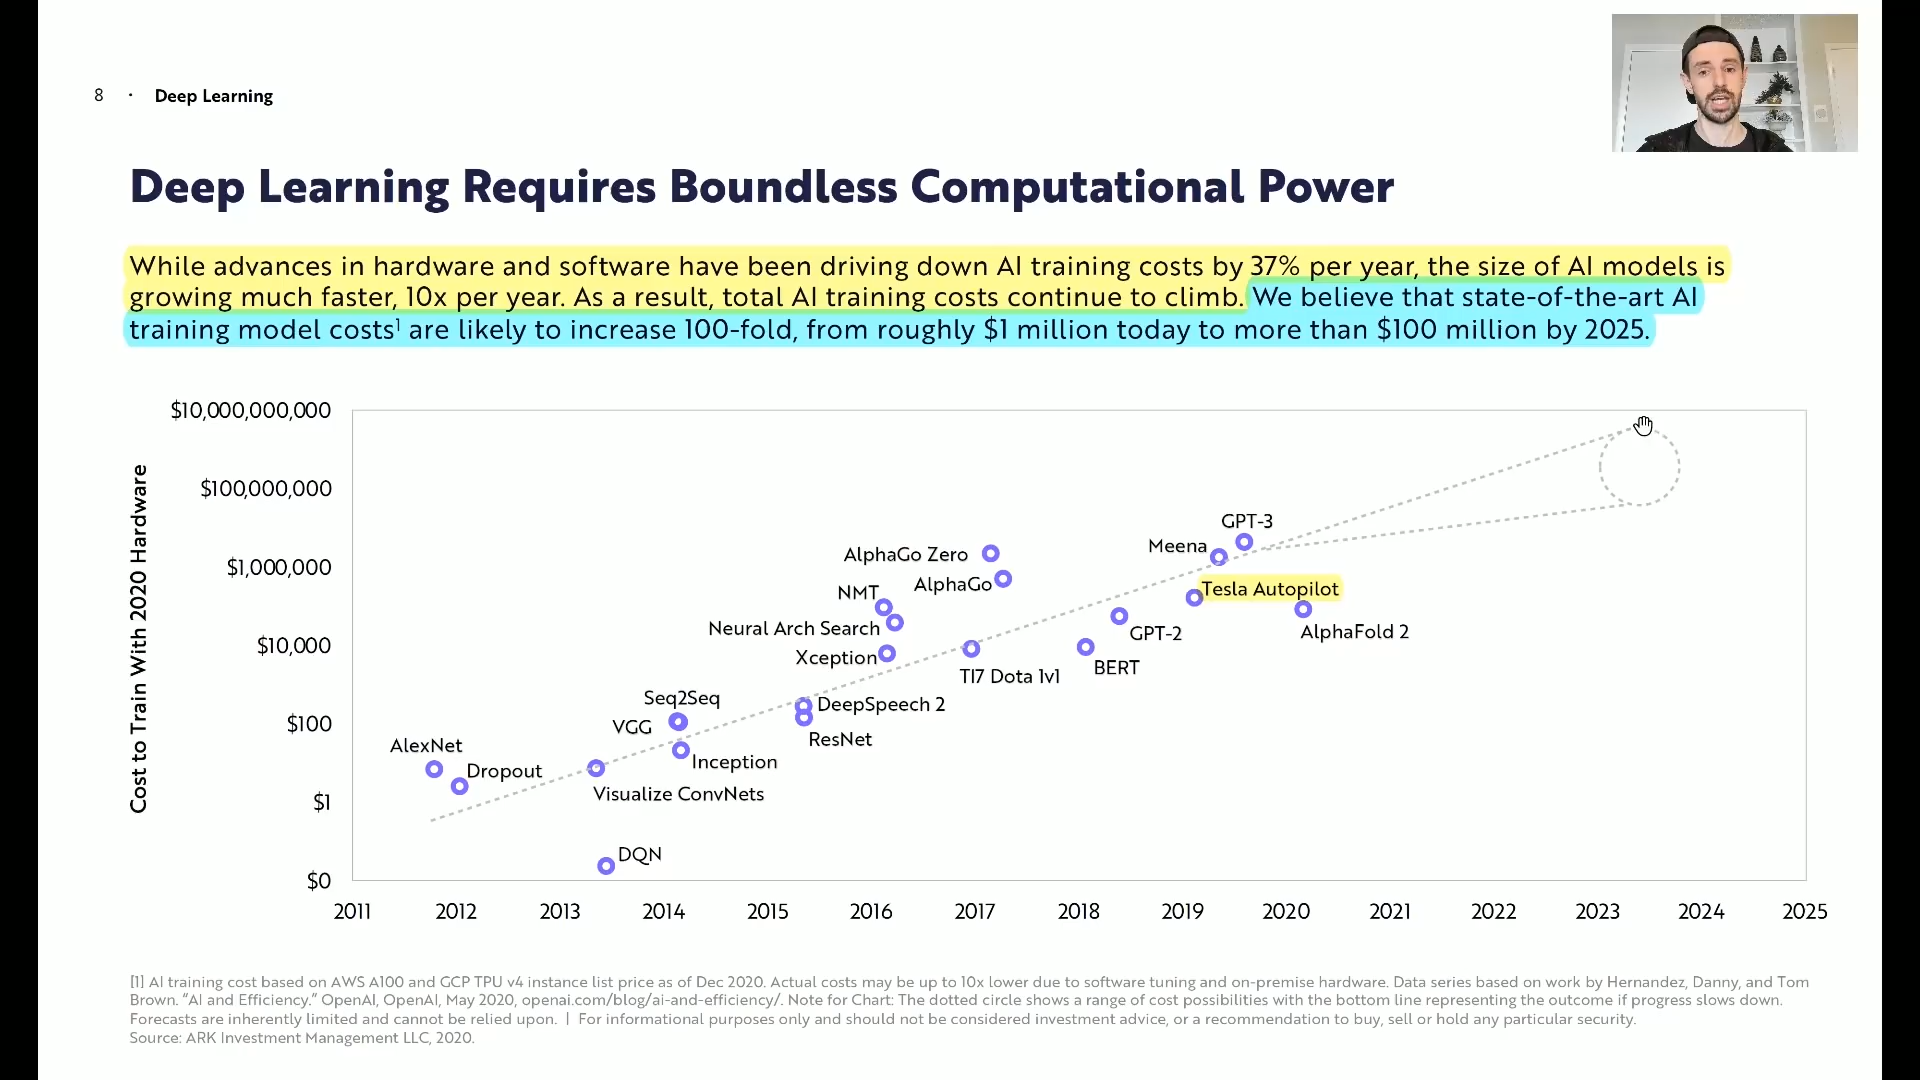 8 · Deep Learning
Deep Learning Requires Boundless Computational Power
While advances in hardware and software have been driving down AI training costs by 37% per year, the size of AI models is
growing much faster, 10x per year. As a result, total AI training costs continue to climb. We believe that state-of-the-art AI
training model costs¹ are likely to increase 100-fold, from roughly $1 million today to more than $100 million by 2025.
Cost to Train With 2020 Hardware
$10,000,000,000
$100,000,000
$1,000,000
$10,000
$100
$1
$0
GPT-3
Meena
AlphaGo Zero
AlphaGo
Tesla Autopilot
NMT
Neural Arch Search
AlphaFold 2
GPT-2
Xception
BERT
TI7 Dota 1v1
Seq2Seq
DeepSpeech 2
VGG
ResNet
AlexNet
Inception
Dropout
Visualize ConvNets
DQN
2011 2012 2013 2014 2015 2016 2017 2018 2019 2020 2021 2022 2023 2024 2025
[1] AI training cost based on AWS A100 and GCP TPU v4 instance list price as of Dec 2020. Actual costs may be up to 10x lower due to software tuning and on-premise hardware. Data series based on work by Hernandez, Danny, and Tom
Brown. “AI and Efficiency.” OpenAI, OpenAI, May 2020, openai.com/blog/ai-and-efficiency/. Note for Chart: The dotted circle shows a range of cost possibilities with the bottom line representing the outcome if progress slows down.
Forecasts are inherently limited and cannot be relied upon. | For informational purposes only and should not be considered investment advice, or a recommendation to buy, sell or hold any particular security.
Source: ARK Investment Management LLC, 2020.